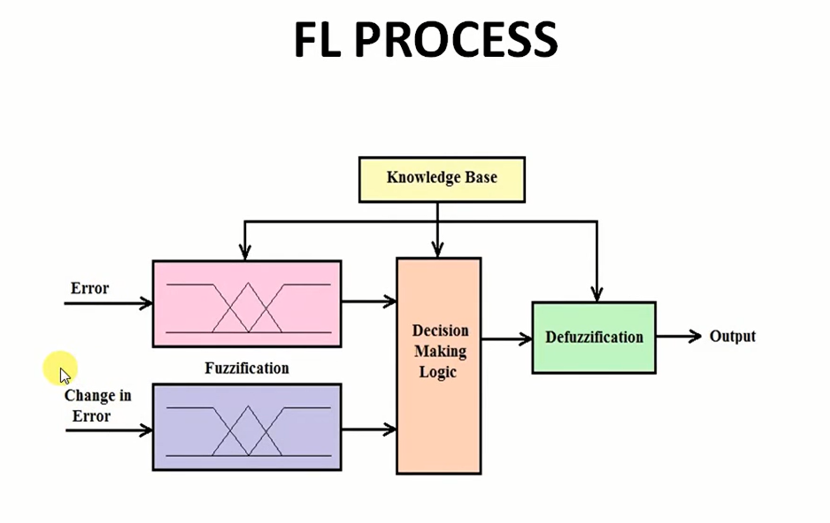 FL PROCESS
Knowledge Base
Error
Decision
Making
Logic
Defuzzification
Output
Fuzzification
Change in
Error